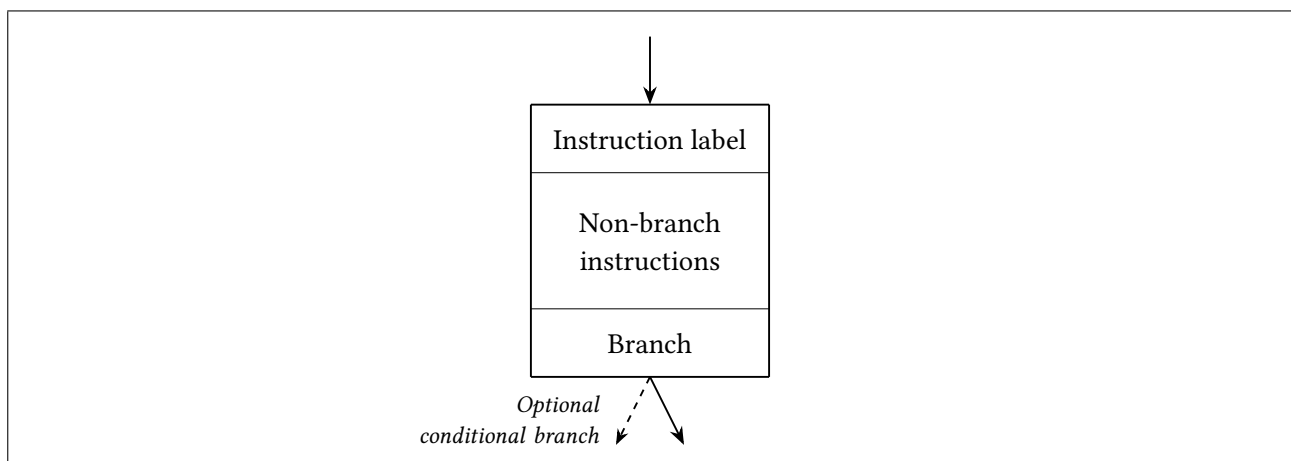 Instruction label
Non-branch
instructions
Branch
Optional
conditional branch